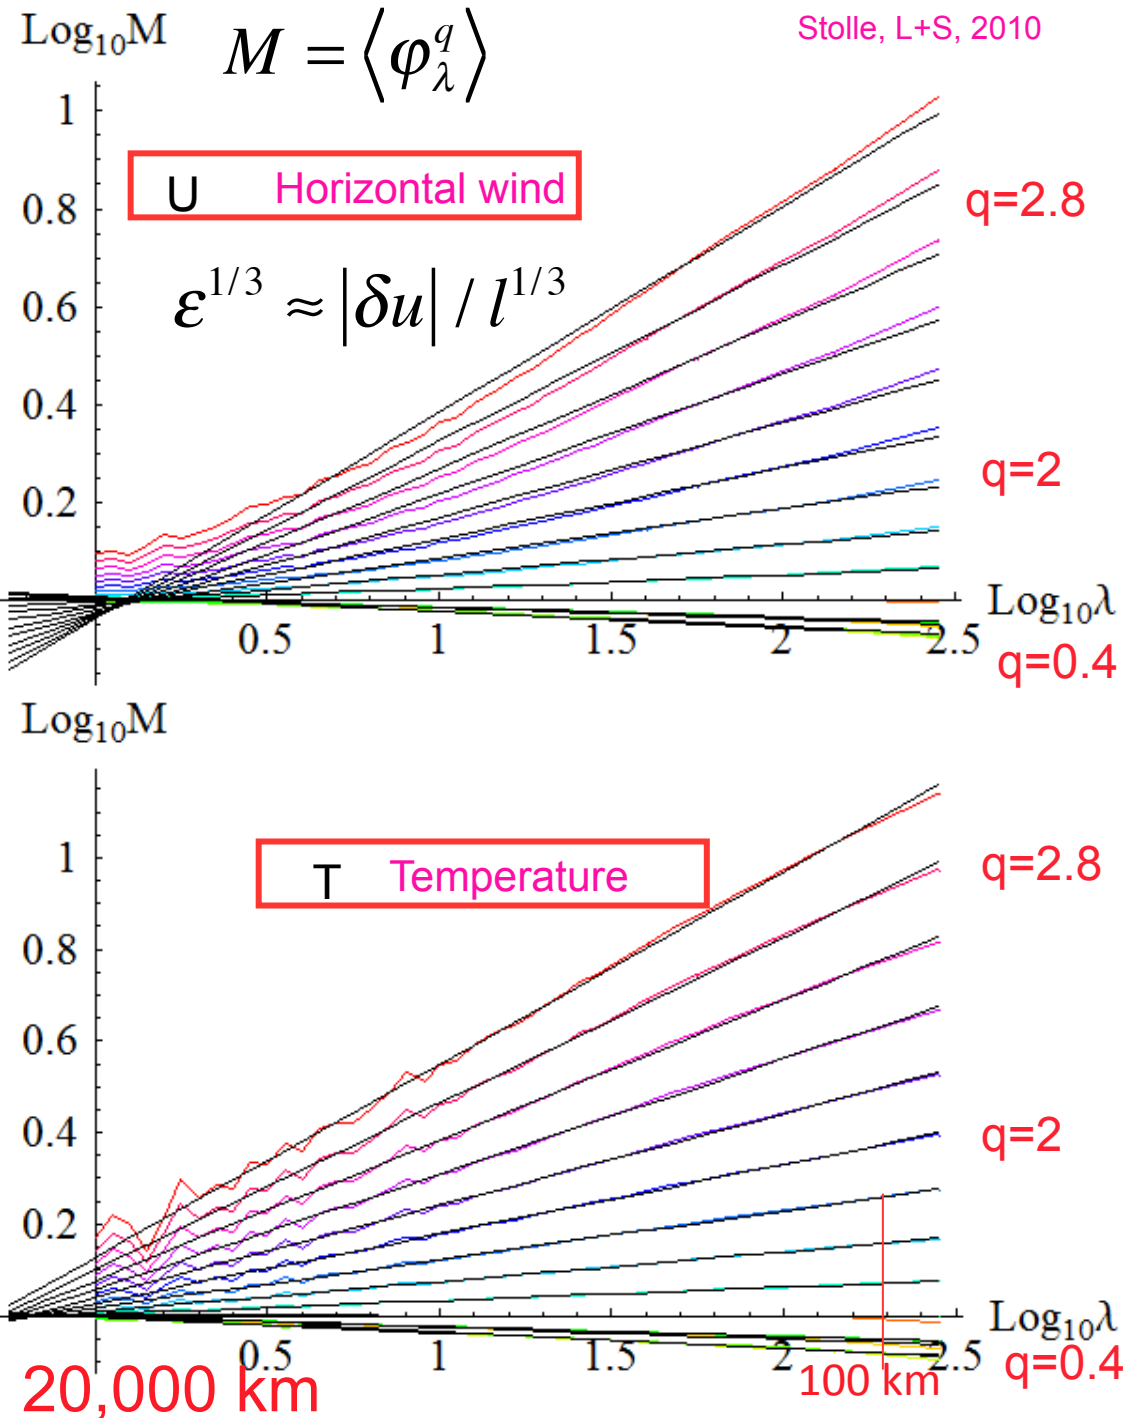 Log₁₀M
M = ⟨φ_λ^q⟩
Stolle, L+S, 2010
1
U Horizontal wind
0.8
q=2.8
ε^{1/3} ≈ |δu| / l^{1/3}
0.6
0.4
q=2
0.2
Log₁₀λ
0.5 1 1.5 2 2.5
q=0.4
Log₁₀M
1
T Temperature
q=2.8
0.8
0.6
0.4
q=2
0.2
Log₁₀λ
0.5 1 1.5 2 2.5
q=0.4
20,000 km
100 km